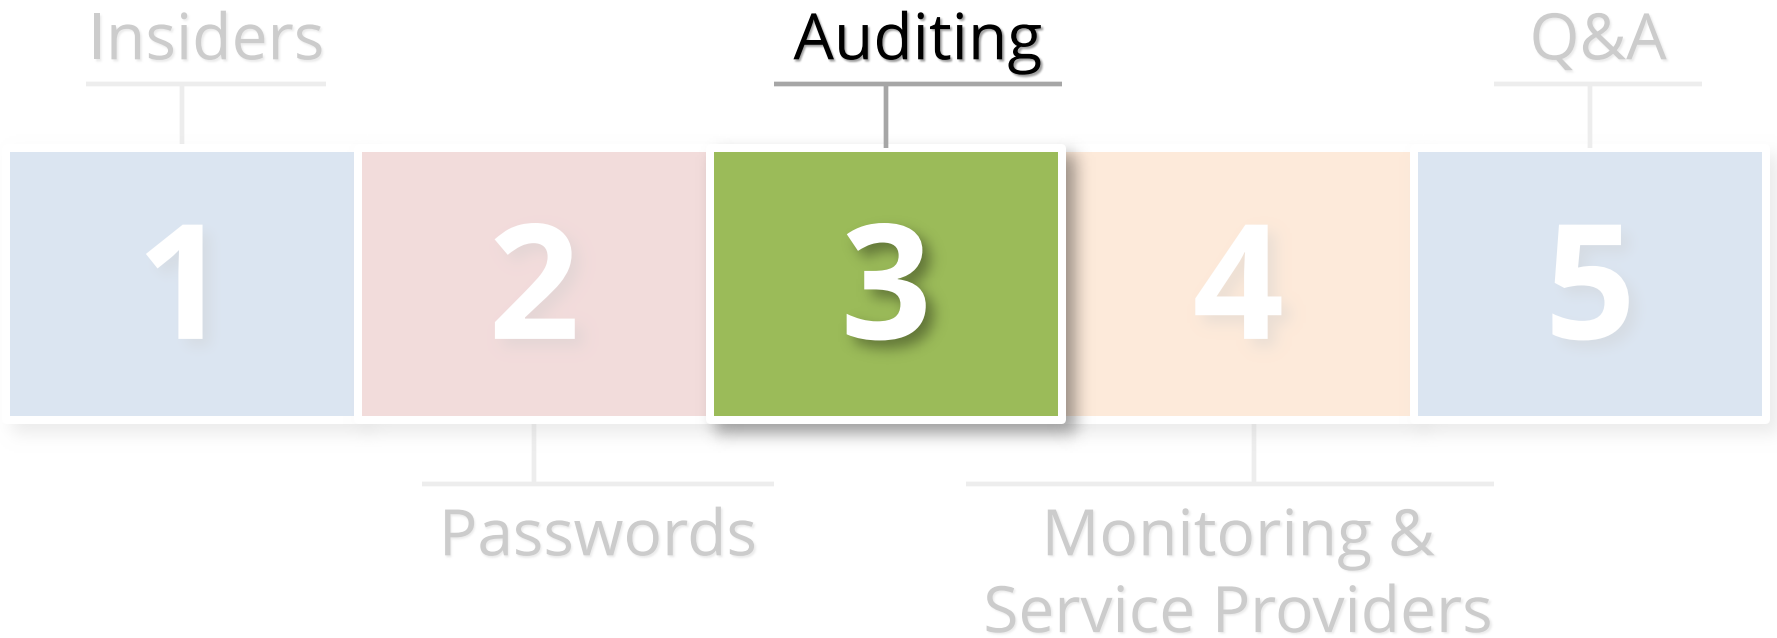 Insiders
Auditing
Q&A
1
2
3
4
5
Passwords
Monitoring &
Service Providers